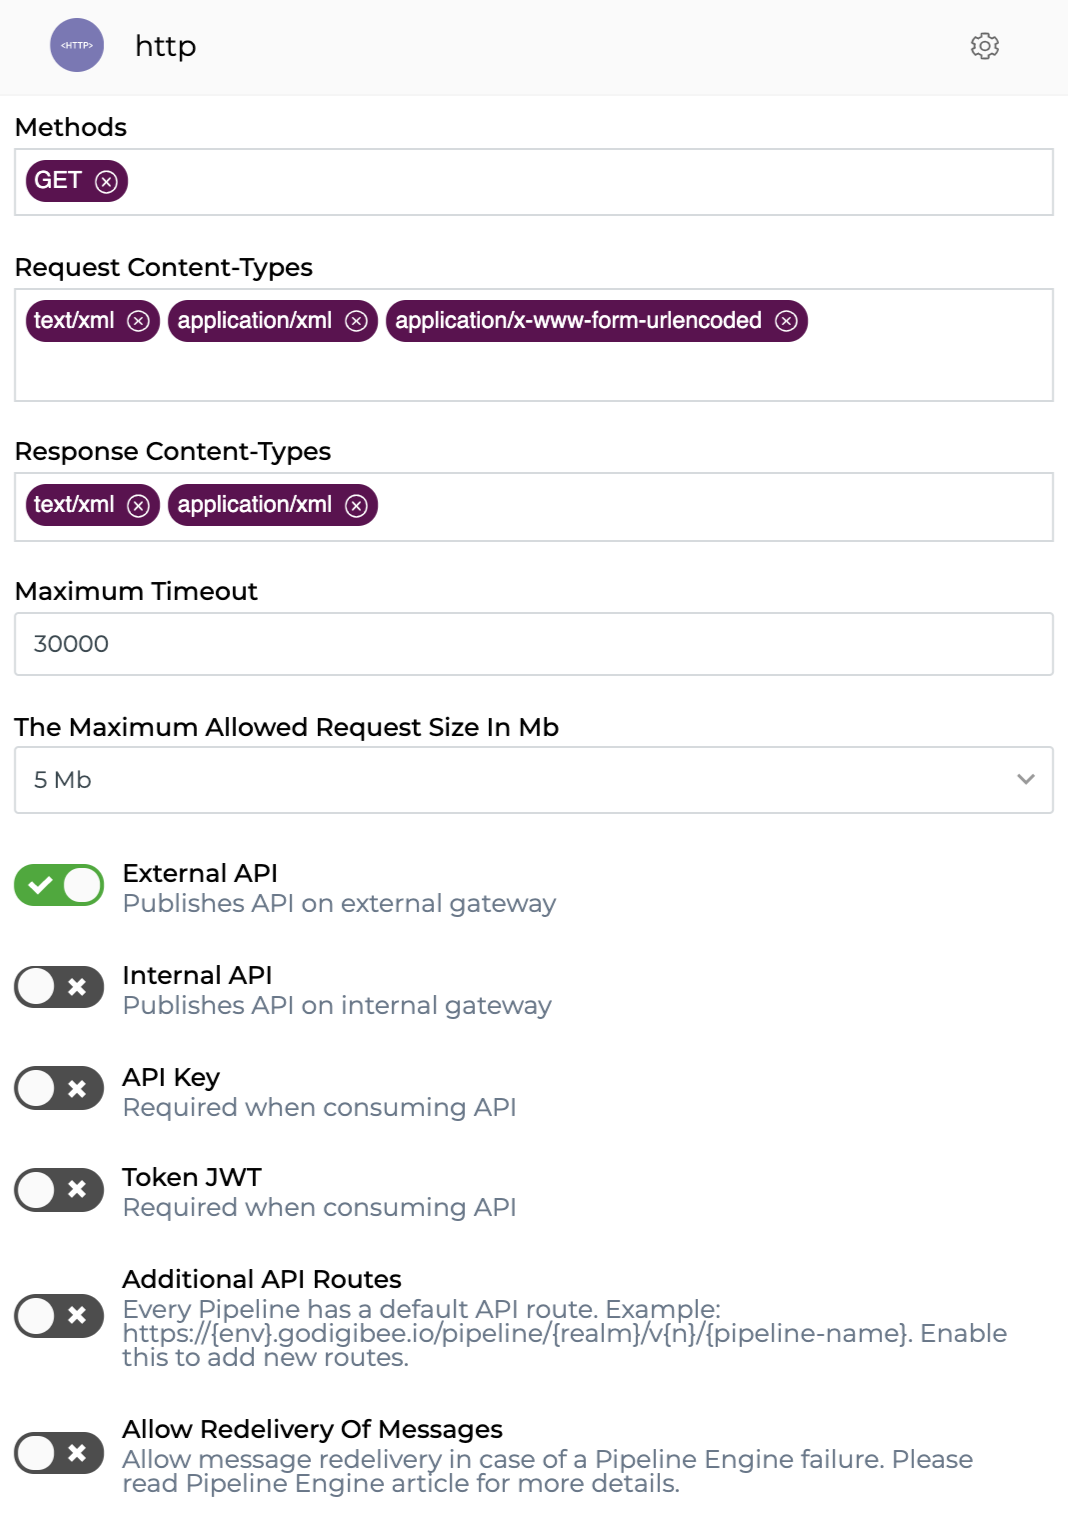 <HTTP>
http
Methods
GET
Request Content-Types
text/xml application/xml application/x-www-form-urlencoded
Response Content-Types
text/xml application/xml
Maximum Timeout
30000
The Maximum Allowed Request Size In Mb
5 Mb
External API
Publishes API on external gateway
Internal API
Publishes API on internal gateway
API Key
Required when consuming API
Token JWT
Required when consuming API
Additional API Routes
Every Pipeline has a default API route. Example:
https://{env}.godigibee.io/pipeline/{realm}/v{n}/{pipeline-name}. Enable
this to add new routes.
Allow Redelivery Of Messages
Allow message redelivery in case of a Pipeline Engine failure. Please
read Pipeline Engine article for more details.